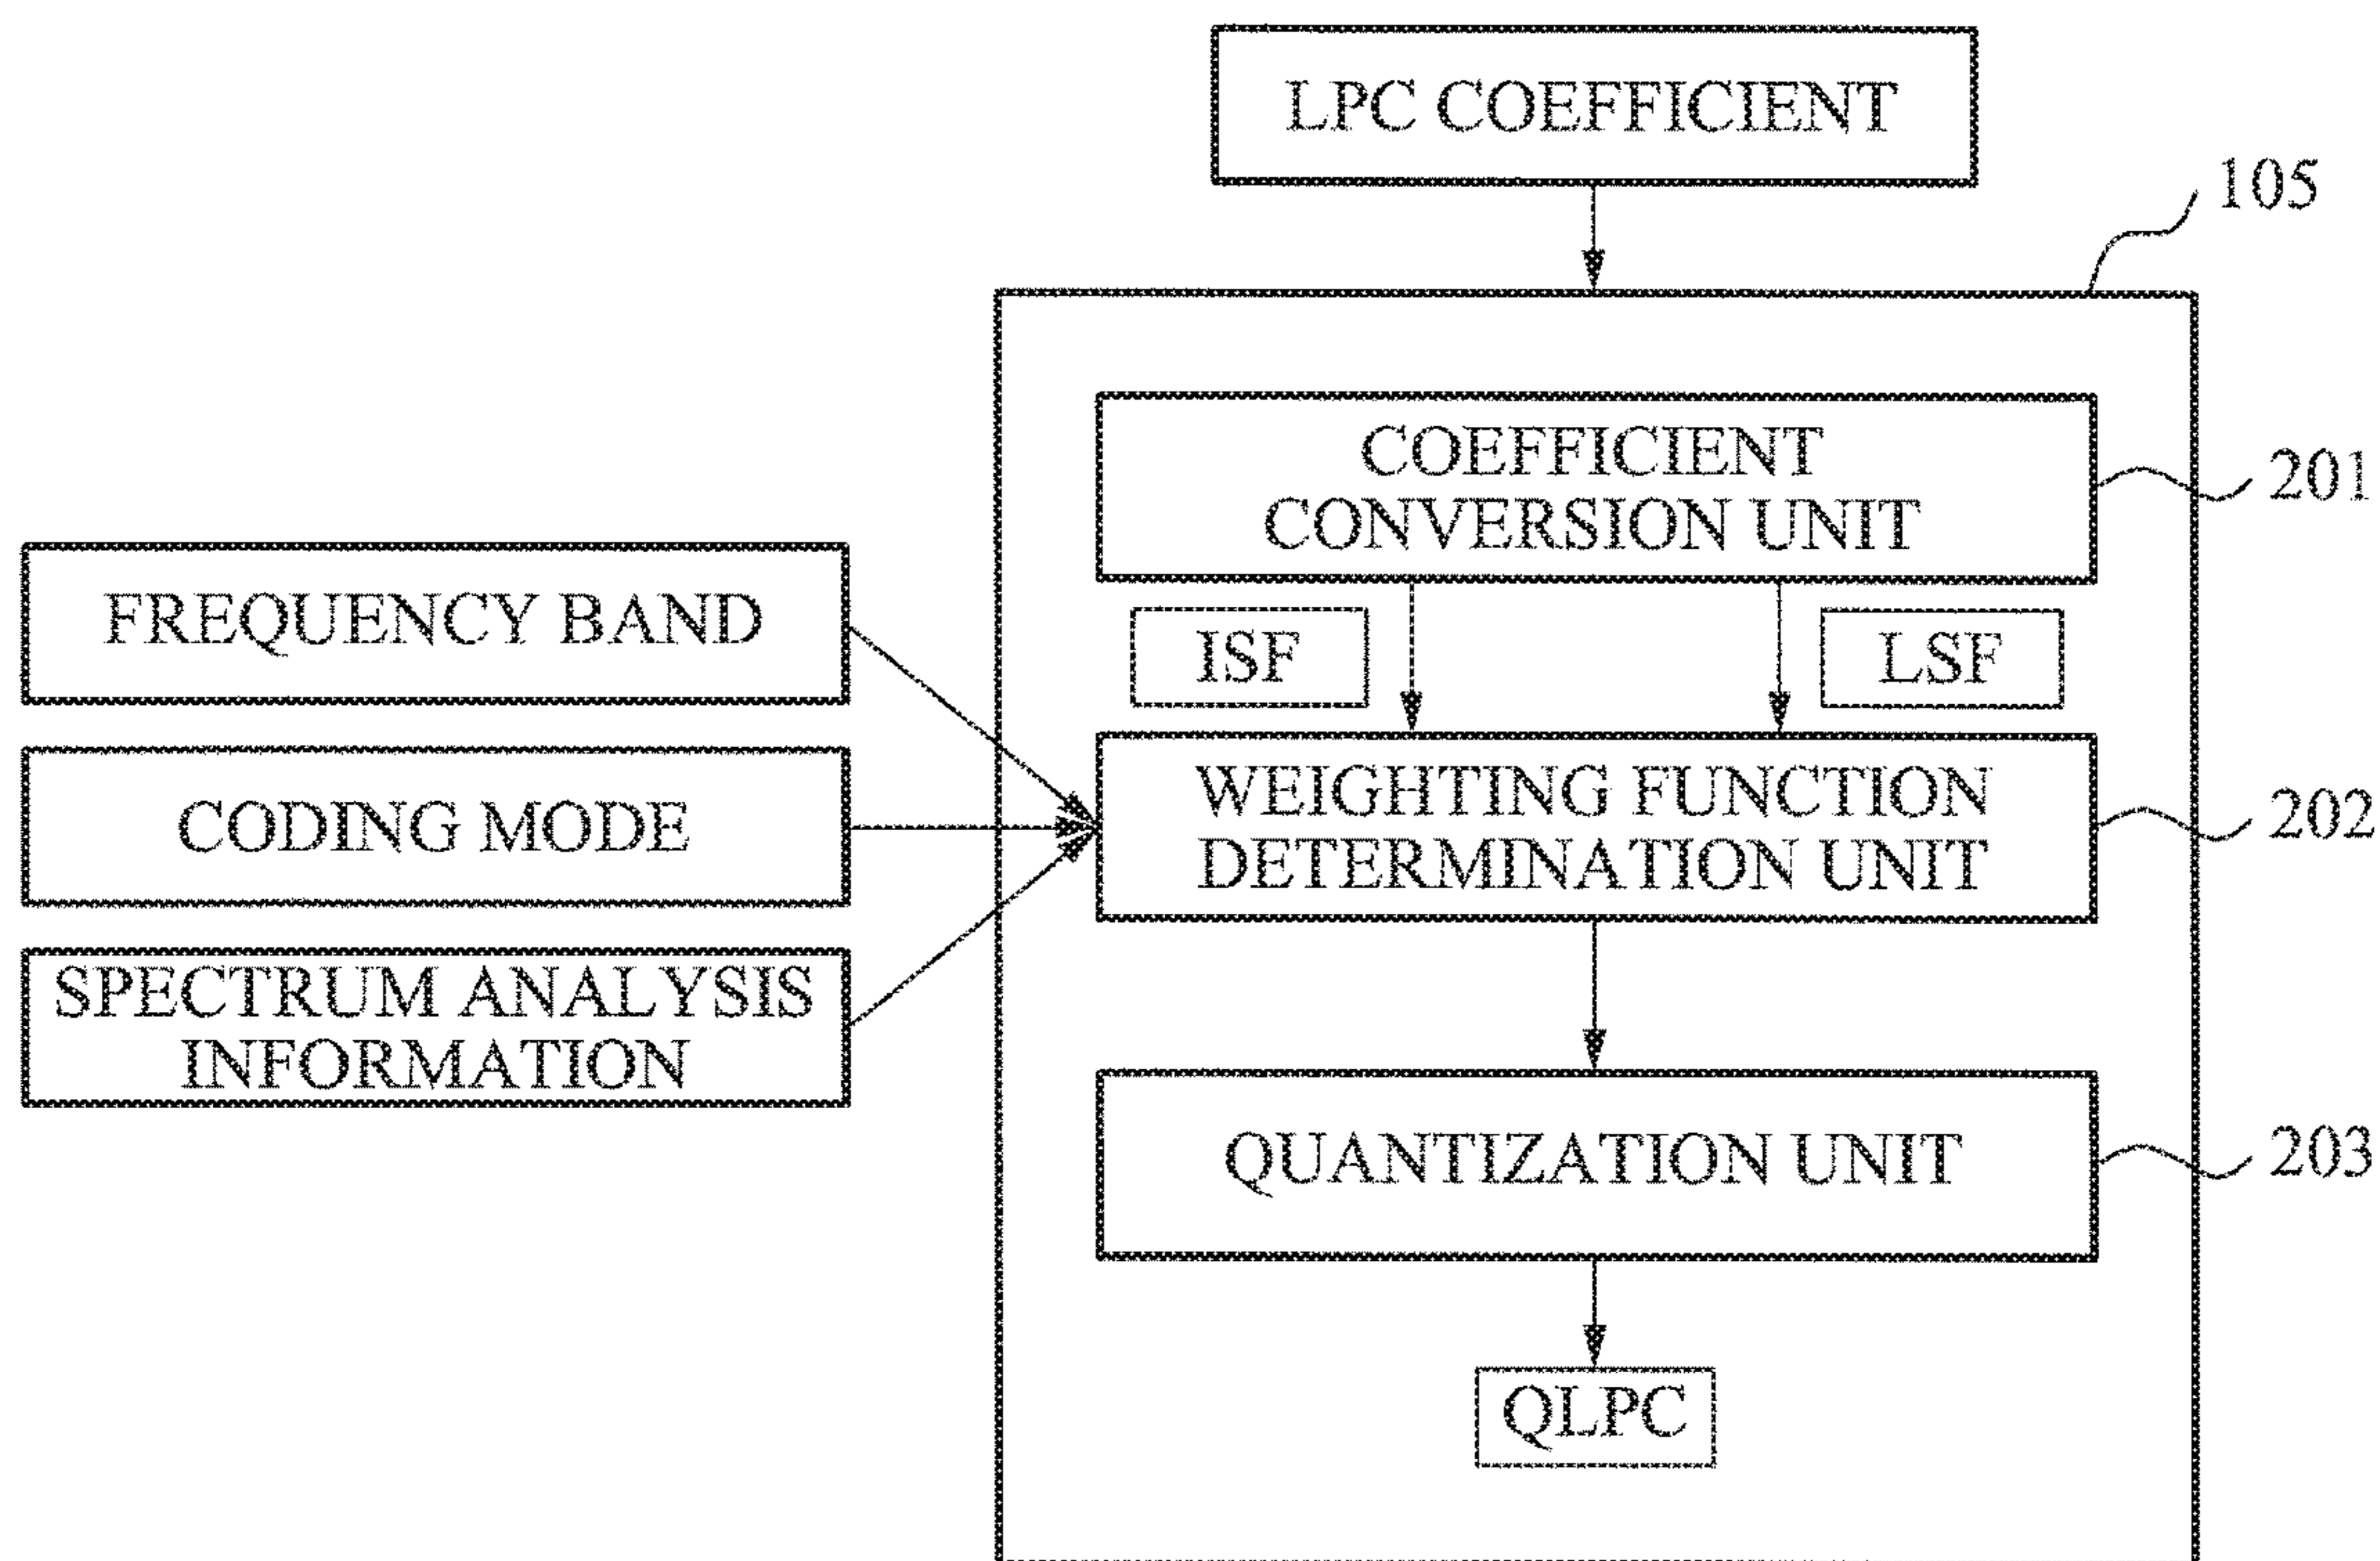 LPC COEFFICIENT
105
COEFFICIENT
CONVERSION UNIT
201
FREQUENCY BAND
ISF
LSF
CODING MODE
WEIGHTING FUNCTION
DETERMINATION UNIT
202
SPECTRUM ANALYSIS
INFORMATION
QUANTIZATION UNIT
203
QLPC